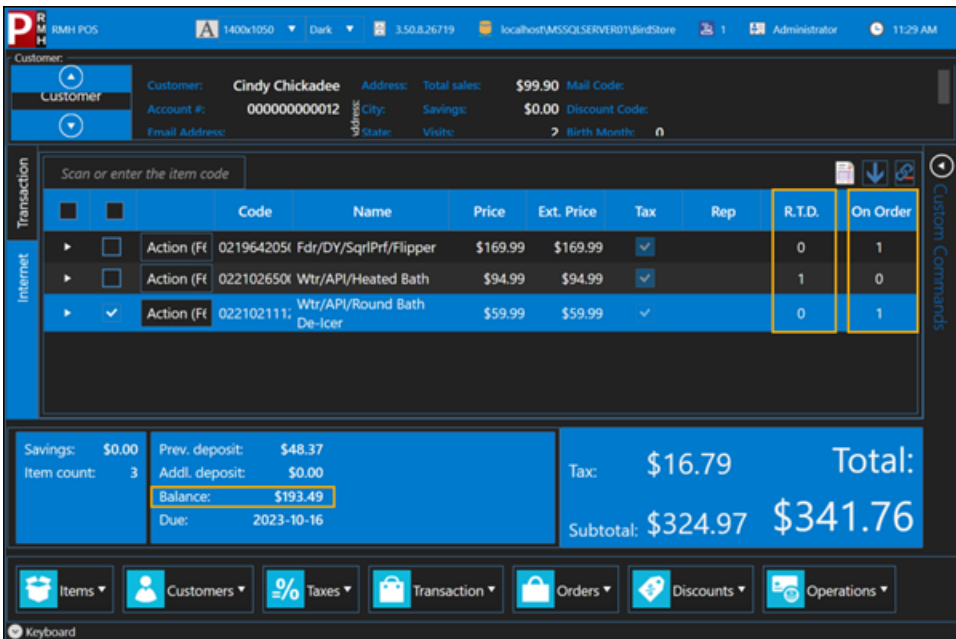 P RMH RMH POS A 1400x1050 Dark 3.50.8.26719 localhost\MSSQLSERVER01\BirdStore 1 Administrator 11:29 AM
Customer:
Customer
Customer: Cindy Chickadee Address: Total sales: $99.90 Mail Code:
Account #: 000000000012 City: Savings: $0.00 Discount Code:
Email Address: State: Visits: 2 Birth Month: 0
Transaction
Internet
Scan or enter the item code
Custom Commands
Code Name Price Ext. Price Tax Rep R.T.D. On Order
Action (F6 021964205( Fdr/DY/SqrlPrf/Flipper $169.99 $169.99 0 1
Action (F6 022102650( Wtr/API/Heated Bath $94.99 $94.99 1 0
Action (F6 022102111: Wtr/API/Round Bath De-Icer $59.99 $59.99 0 1
Savings: $0.00
Item count: 3
Prev. deposit: $48.37
Addl. deposit: $0.00
Balance: $193.49
Due: 2023-10-16
Tax: $16.79
Subtotal: $324.97
Total:
$341.76
Items Customers Taxes Transaction Orders Discounts Operations
Keyboard